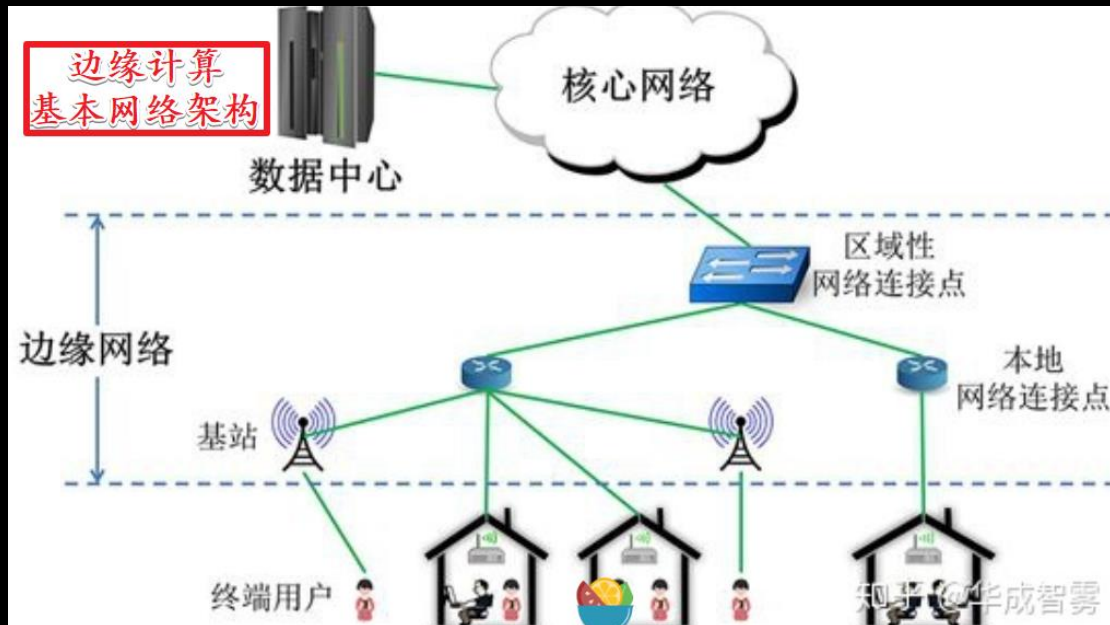 边缘计算
基本网络架构
核心网络
数据中心
区域性
网络连接点
边缘网络
本地
网络连接点
基站
终端用户
知乎 @华成智雾